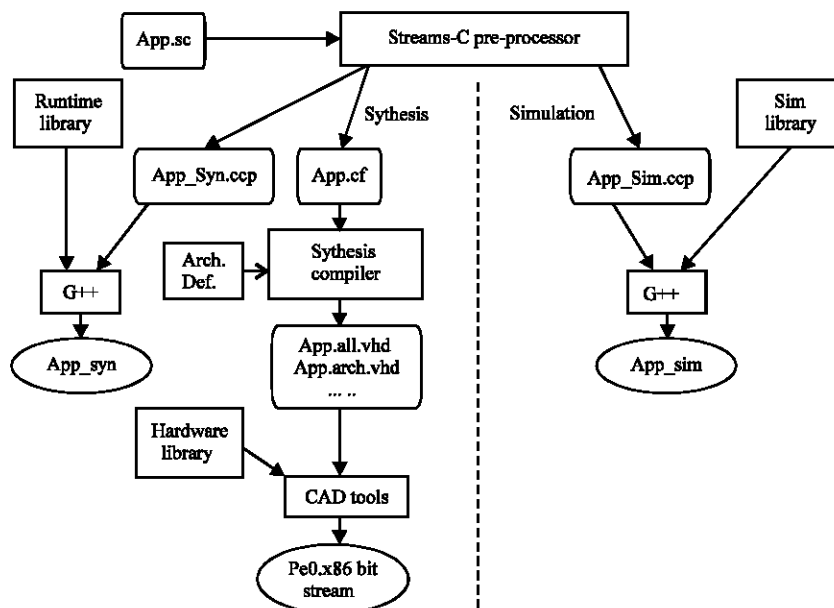 App.sc
Streams-C pre-processor
Runtime
library
Sythesis
Simulation
Sim
library
App_Syn.ccp
App.cf
App_Sim.ccp
Arch.
Def.
Sythesis
compiler
G++
G++
App_syn
App.all.vhd
App.arch.vhd
... ..
App_sim
Hardware
library
CAD tools
Pe0.x86 bit
stream